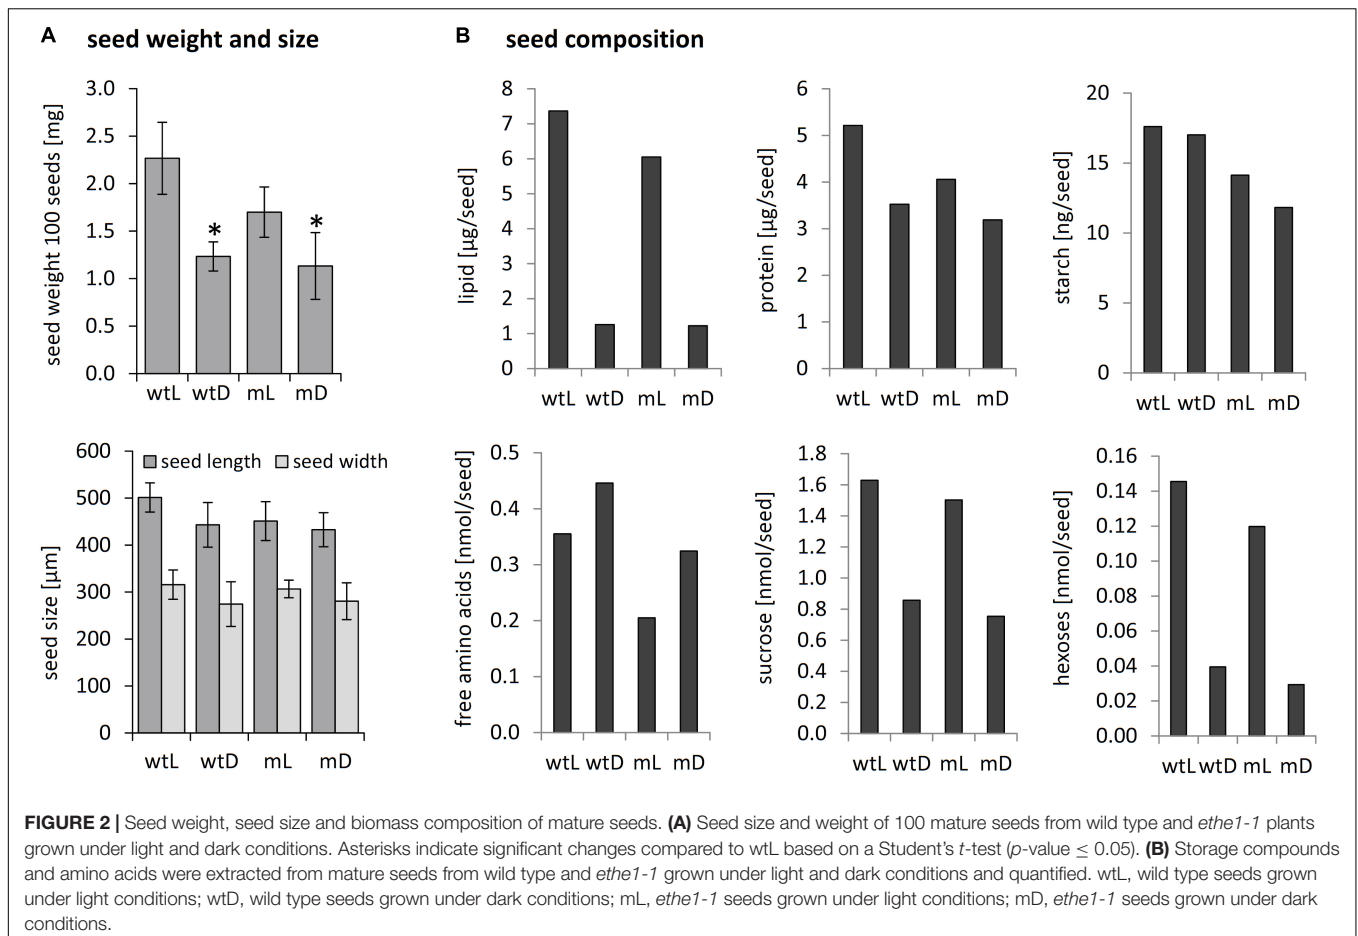 A seed weight and size
B seed composition
seed weight 100 seeds [mg]
3.0
2.5
2.0
1.5
1.0
0.5
0.0
* *
wtL wtD mL mD
lipid [µg/seed]
8
7
6
5
4
3
2
1
0
wtL wtD mL mD
protein [µg/seed]
6
5
4
3
2
1
0
wtL wtD mL mD
starch [ng/seed]
20
15
10
5
0
wtL wtD mL mD
seed size [µm]
600
500
400
300
200
100
0
seed length seed width
wtL wtD mL mD
free amino acids [nmol/seed]
0.5
0.4
0.3
0.2
0.1
0.0
wtL wtD mL mD
sucrose [nmol/seed]
1.8
1.6
1.4
1.2
1.0
0.8
0.6
0.4
0.2
0.0
wtL wtD mL mD
hexoses [nmol/seed]
0.16
0.14
0.12
0.10
0.08
0.06
0.04
0.02
0.00
wtL wtD mL mD
FIGURE 2 | Seed weight, seed size and biomass composition of mature seeds. (A) Seed size and weight of 100 mature seeds from wild type and ethe1-1 plants
grown under light and dark conditions. Asterisks indicate significant changes compared to wtL based on a Student's t-test (p-value ≤ 0.05). (B) Storage compounds
and amino acids were extracted from mature seeds from wild type and ethe1-1 grown under light and dark conditions and quantified. wtL, wild type seeds grown
under light conditions; wtD, wild type seeds grown under dark conditions; mL, ethe1-1 seeds grown under light conditions; mD, ethe1-1 seeds grown under dark
conditions.